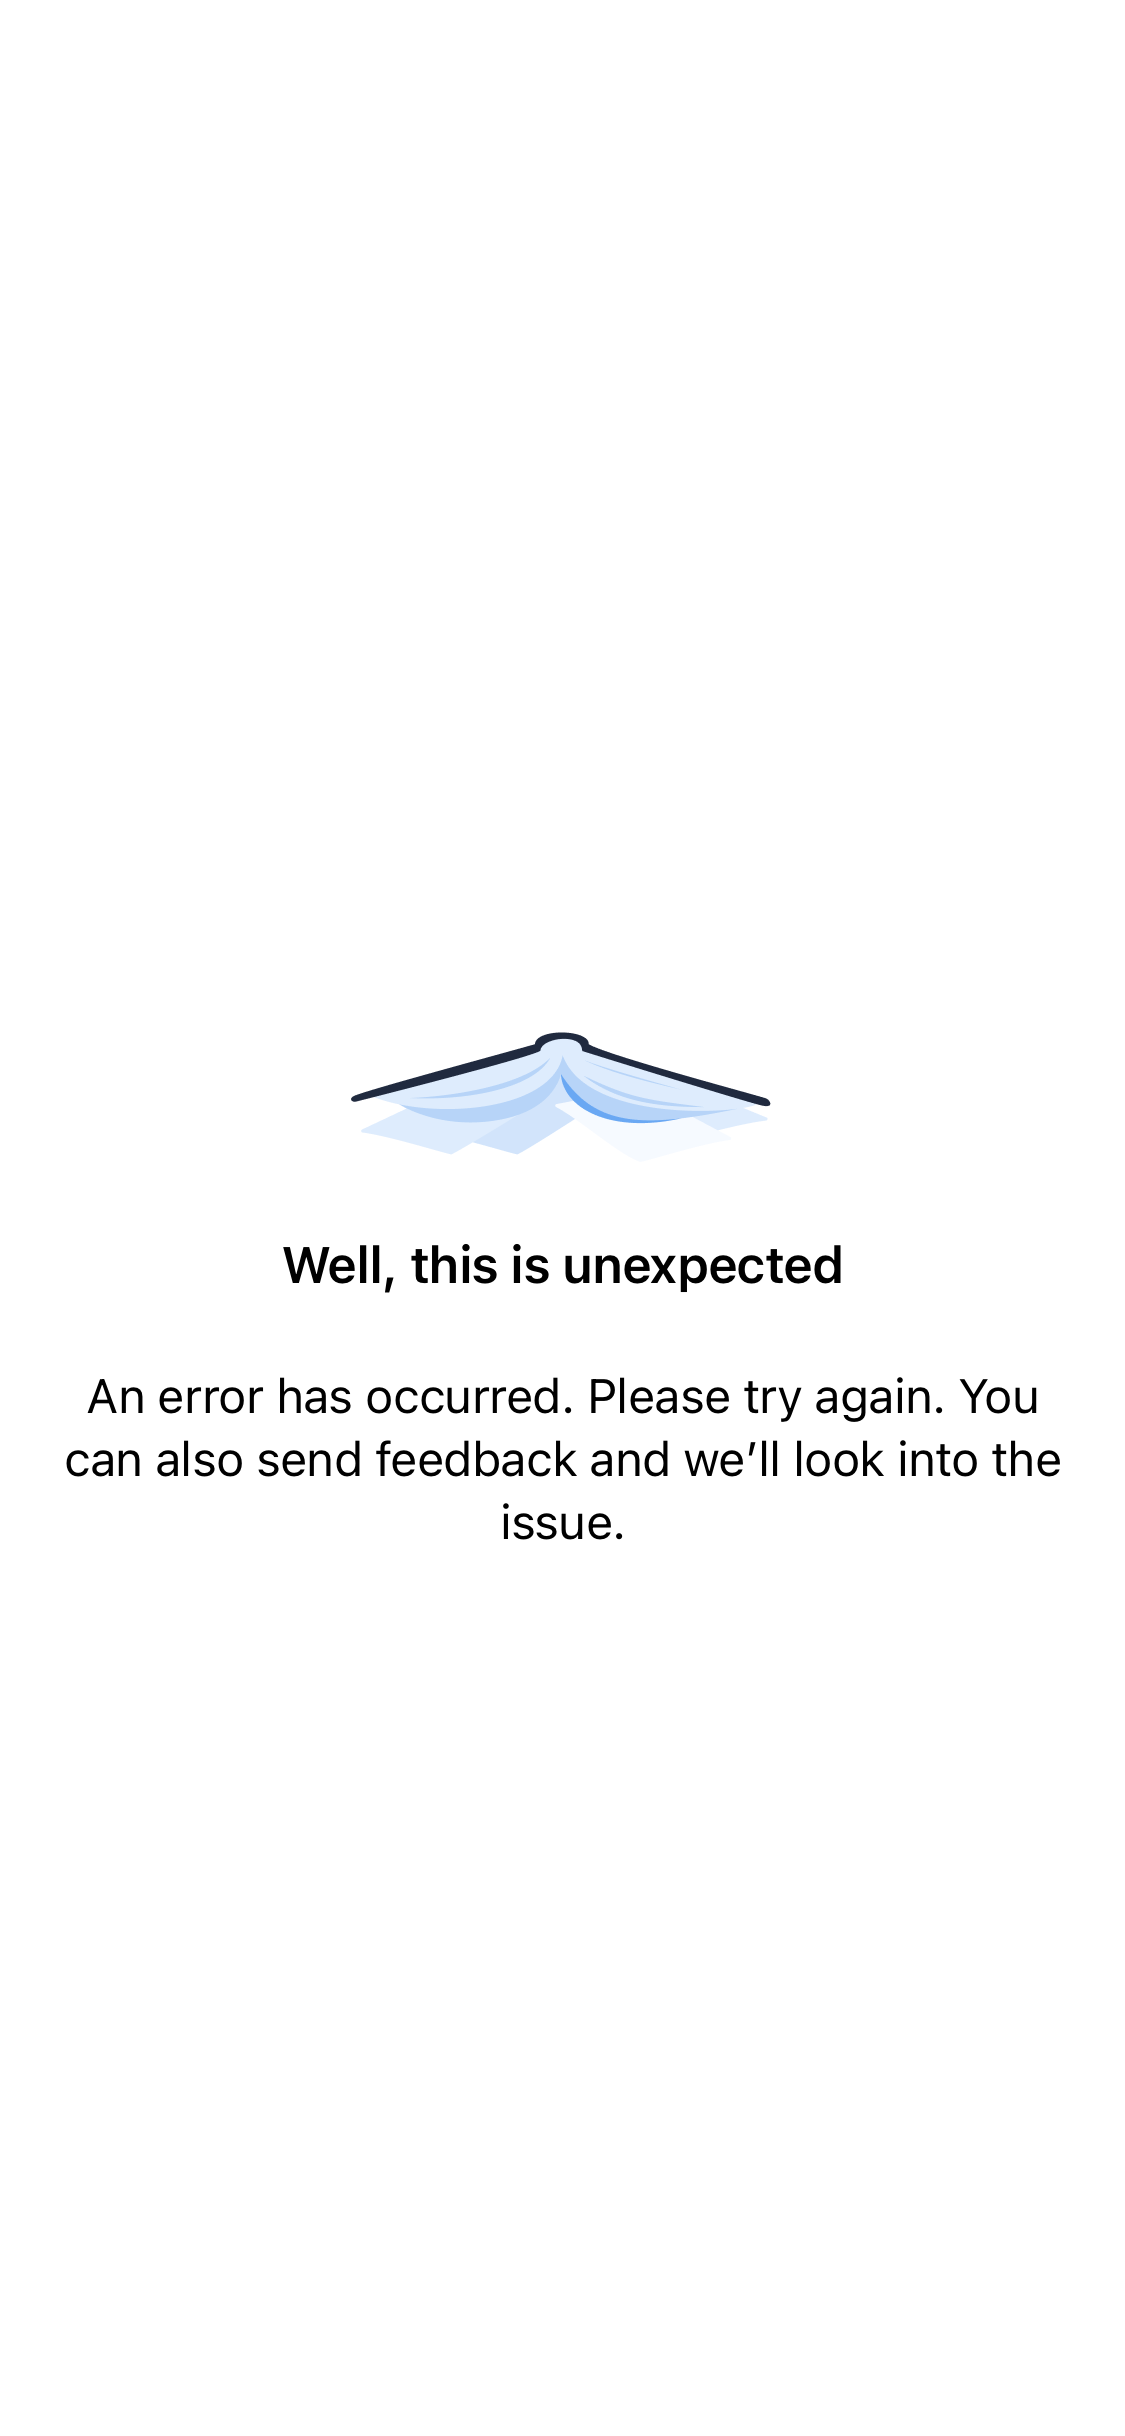 Well, this is unexpected
An error has occurred. Please try again. You
can also send feedback and we’ll look into the
issue.